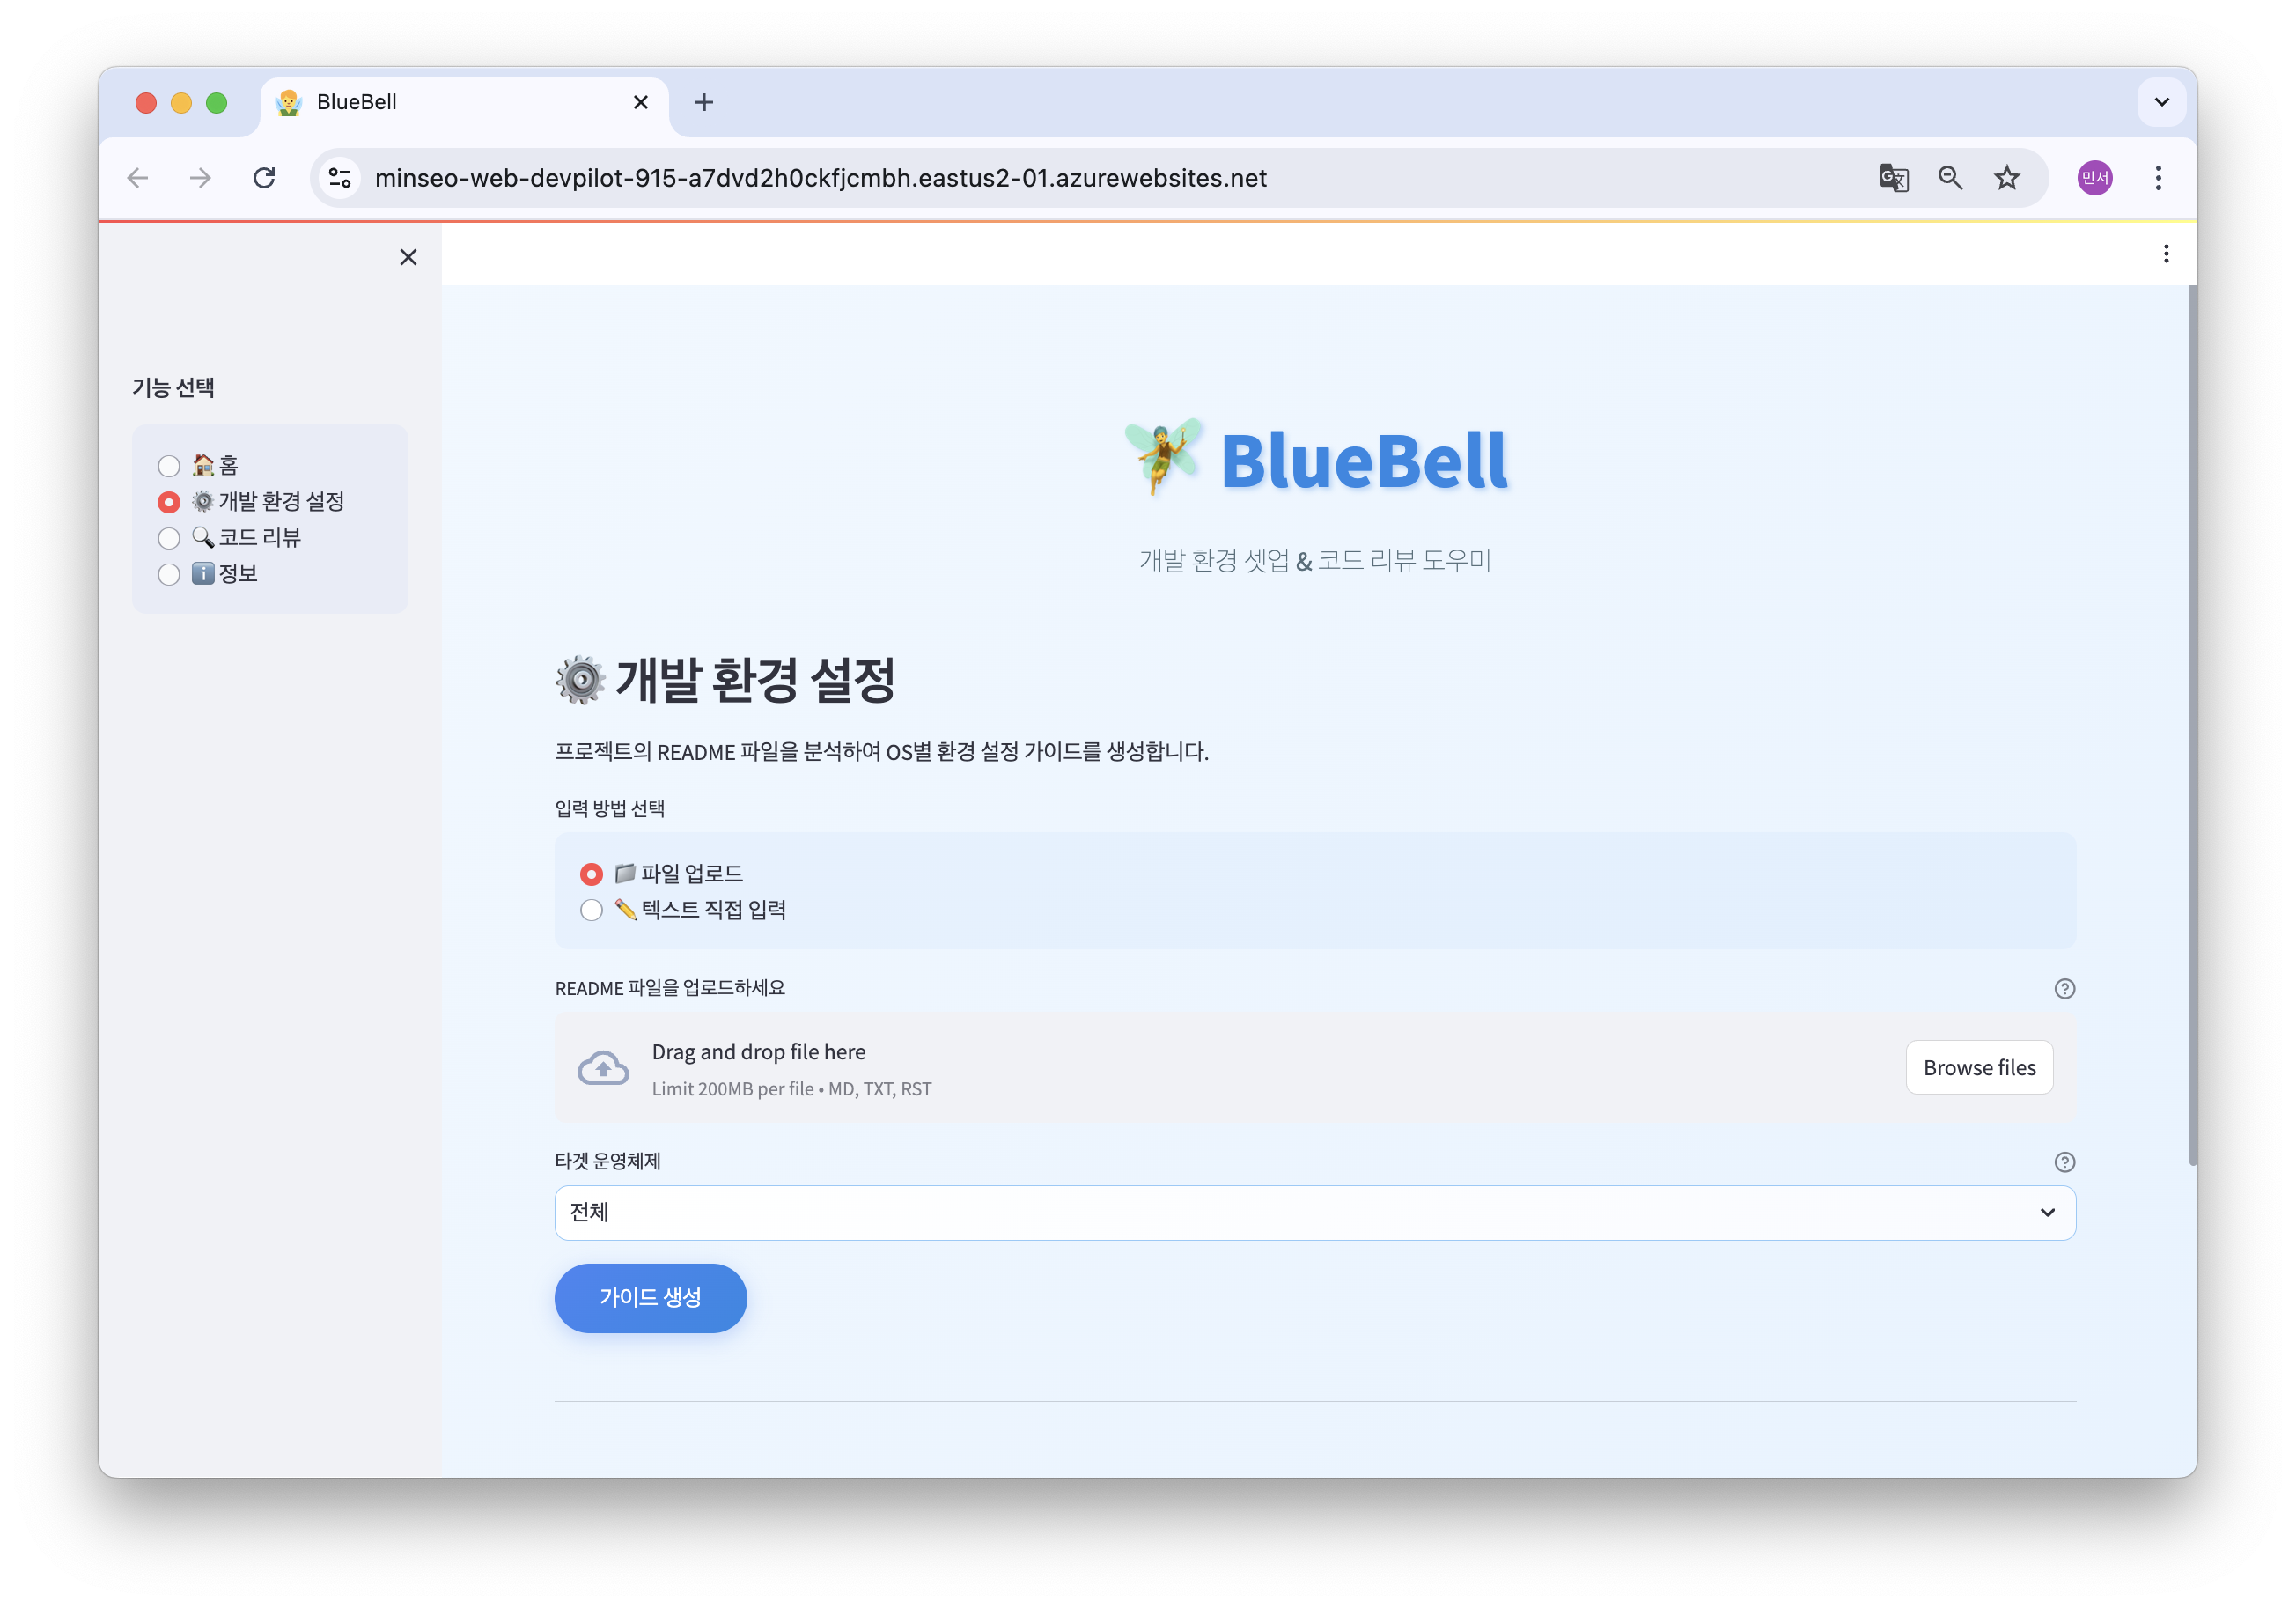 BlueBell
minseo-web-devpilot-915-a7dvd2h0ckfjcmbh.eastus2-01.azurewebsites.net
민서
기능 선택
🏠 홈
⚙️ 개발 환경 설정
🔍 코드 리뷰
ℹ️ 정보
BlueBell
개발 환경 셋업 & 코드 리뷰 도우미
⚙️ 개발 환경 설정
프로젝트의 README 파일을 분석하여 OS별 환경 설정 가이드를 생성합니다.
입력 방법 선택
📁 파일 업로드
✏️ 텍스트 직접 입력
README 파일을 업로드하세요
Drag and drop file here
Limit 200MB per file • MD, TXT, RST
Browse files
타겟 운영체제
전체
가이드 생성